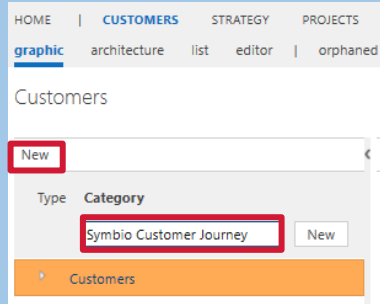 HOME | CUSTOMERS STRATEGY PROJECTS
graphic architecture list editor | orphaned
Customers
New
Type Category
Symbio Customer Journey New
Customers